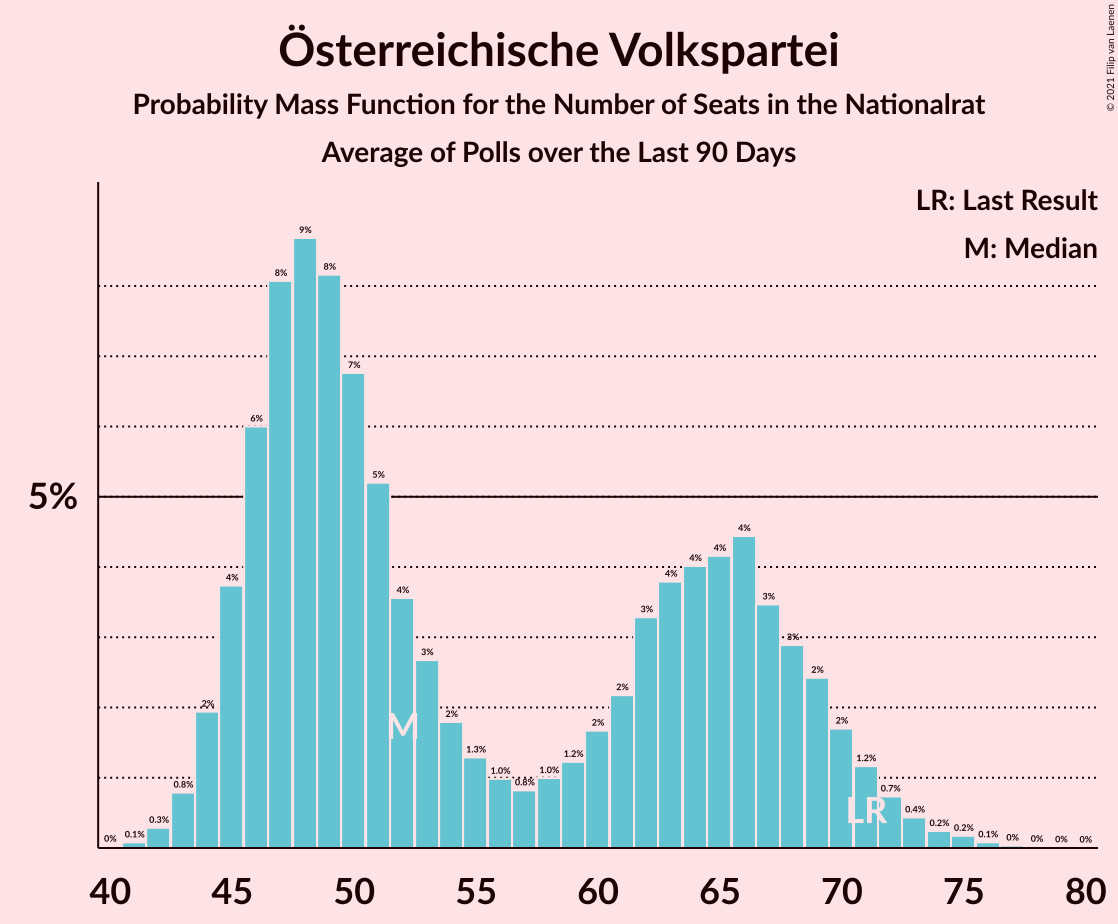 Österreichische Volkspartei
Probability Mass Function for the Number of Seats in the Nationalrat
Average of Polls over the Last 90 Days
© 2021 Filip van Laenen
LR: Last Result
M: Median
5%
0% 0.1% 0.3% 0.8% 2% 4% 6% 8% 9% 8% 7% 5% 4% 3% 2% 1.3% 1.0% 0.8% 1.0% 1.2% 2% 2% 3% 4% 4% 4% 4% 3% 3% 2% 2% 1.2% 0.7% 0.4% 0.2% 0.2% 0.1% 0% 0% 0% 0%
M
LR
40 45 50 55 60 65 70 75 80